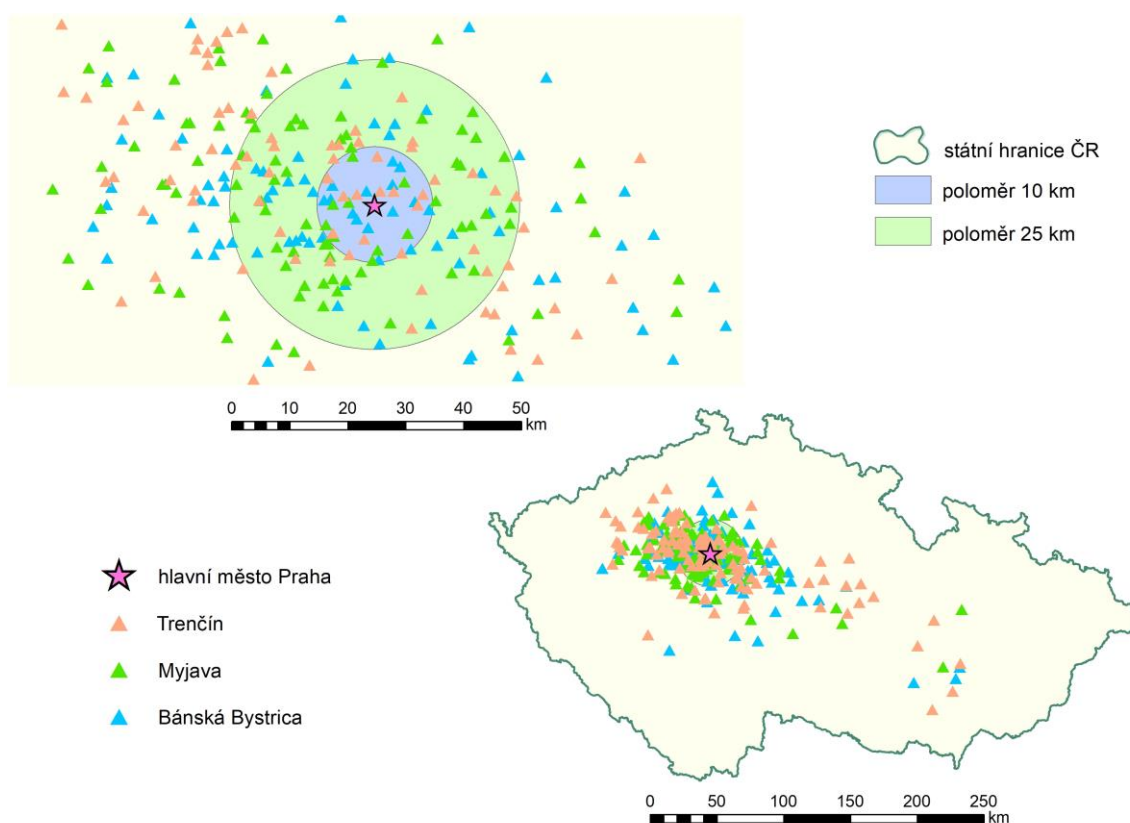 státní hranice ČR
poloměr 10 km
poloměr 25 km
0 10 20 30 40 50
km
hlavní město Praha
Trenčín
Myjava
Bánská Bystrica
0 50 100 150 200 250
km